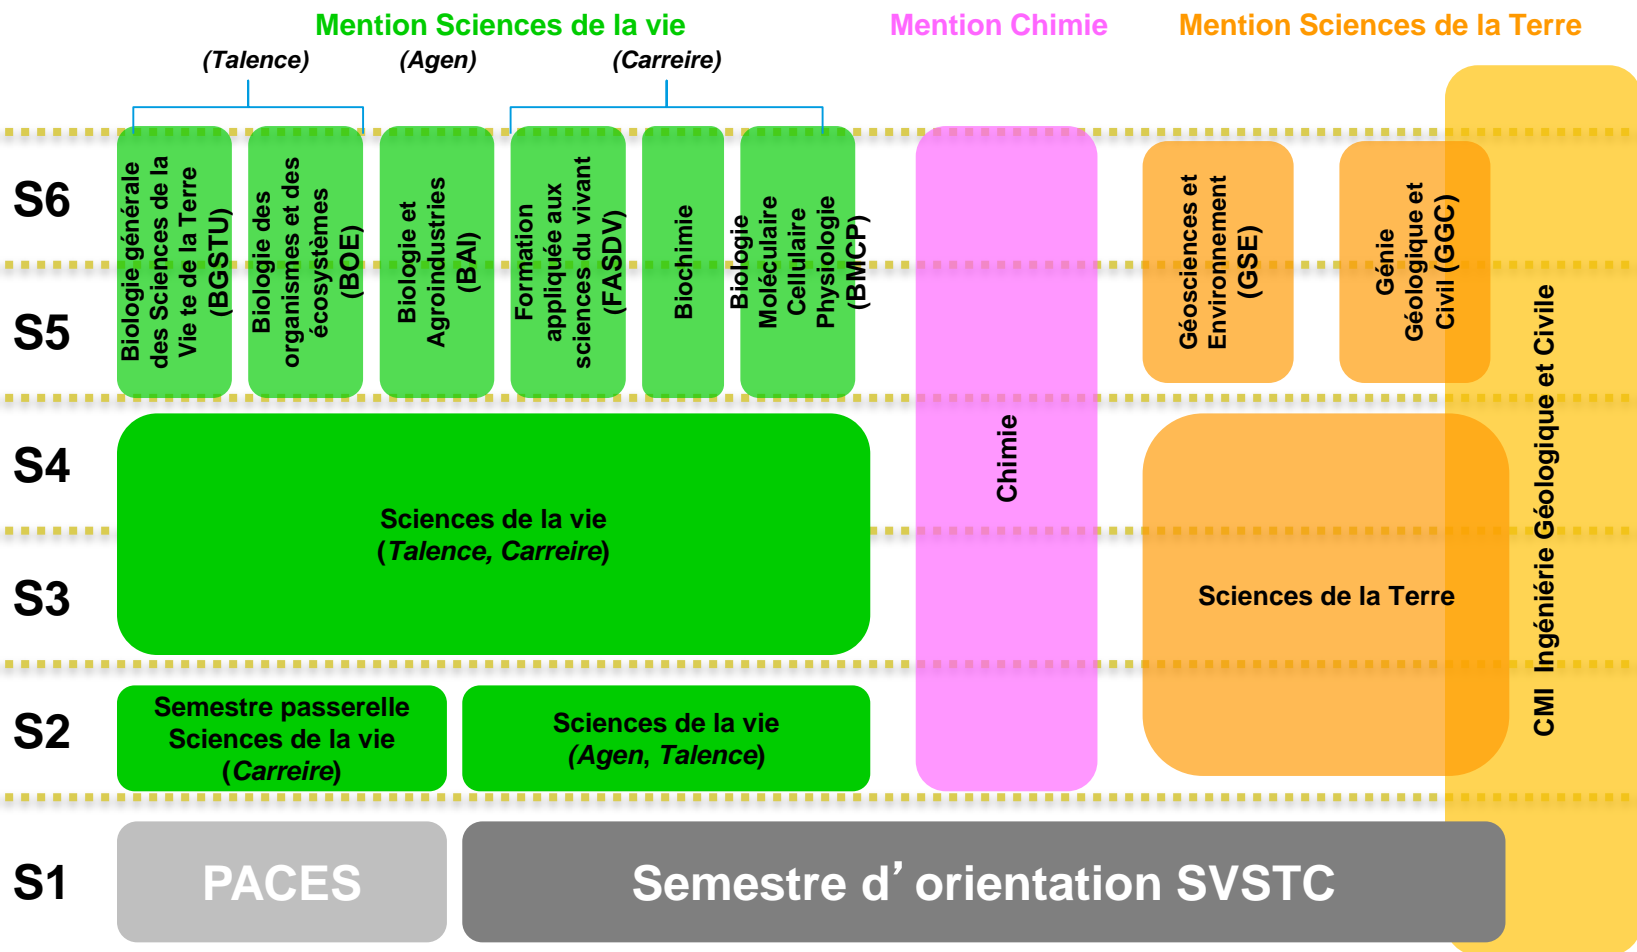 Mention Sciences de la vie
Mention Chimie
Mention Sciences de la Terre
(Talence)
(Agen)
(Carreire)
S6
S5
S4
S3
S2
S1
Biologie générale
des Sciences de la
Vie te de la Terre
(BGSTU)
Biologie des
organismes et des
écosystèmes
(BOE)
Biologie et
Agroindustries
(BAI)
Formation
appliquée aux
sciences du vivant
(FASDV)
Biochimie
Biologie
Moléculaire
Cellulaire
Physiologie
(BMCP)
Chimie
Géosciences et
Environnement
(GSE)
Génie
Géologique et
Civil (GGC)
CMI Ingéniérie Géologique et Civile
Sciences de la vie
(Talence, Carreire)
Sciences de la Terre
Semestre passerelle
Sciences de la vie
(Carreire)
Sciences de la vie
(Agen, Talence)
PACES
Semestre d’ orientation SVSTC